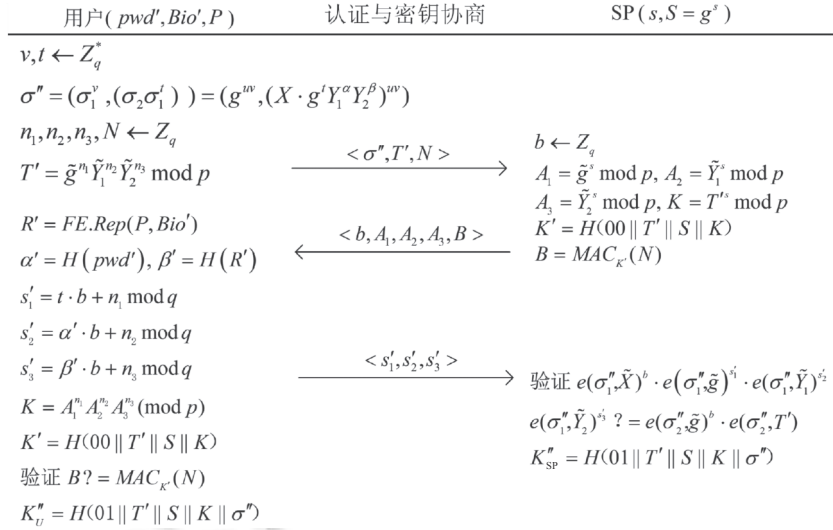 用户(pwd′,Bio′,P) 认证与密钥协商 SP(s,S=g^s)
v,t ← Z_q^*
σ″=(σ_1^v,(σ_2σ_1^t) )=(g^{uv},(X·g^tY_1^αY_2^β)^{uv})
n_1,n_2,n_3,N ← Z_q
T′=g̃^{n_1}Ỹ_1^{n_2}Ỹ_2^{n_3} mod p
<σ″,T′,N>
b ← Z_q
A_1=g̃^s mod p, A_2=Ỹ_1^s mod p
A_3=Ỹ_2^s mod p, K=T′^s mod p
K′=H(00||T′||S||K)
B=MAC_{K′}(N)
<b,A_1,A_2,A_3,B>
R′=FE.Rep(P,Bio′)
α′=H(pwd′), β′=H(R′)
s_1′=t·b+n_1 mod q
s_2′=α′·b+n_2 mod q
s_3′=β′·b+n_3 mod q
K=A_1^{n_1}A_2^{n_2}A_3^{n_3}(mod p)
K′=H(00||T′||S||K)
验证 B?=MAC_{K′}(N)
K_U″=H(01||T′||S||K||σ″)
<s_1′,s_2′,s_3′>
验证 e(σ_1″,X̃)^b·e(σ_1″,g̃)^{s_1′}·e(σ_1″,Ỹ_1)^{s_2′}
e(σ_1″,Ỹ_2)^{s_3′}?=e(σ_2″,g̃)^b·e(σ_2″,T′)
K_{SP}″=H(01||T′||S||K||σ″)